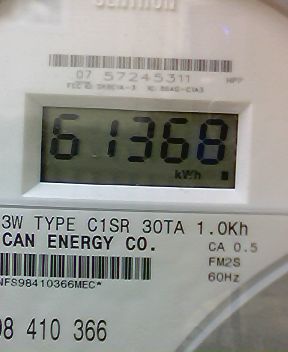 CENTRON
07 57245311
61368
kWh
3W TYPE C1SR 30TA 1.0Kh
CAN ENERGY CO.
CA 0.5
FM2S
60Hz
NFS98410366MEC*
98 410 366